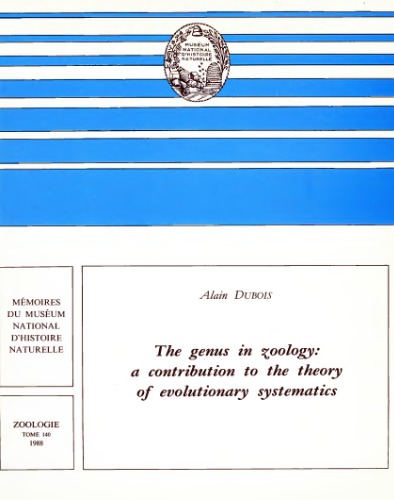 MUSEUM
NATIONAL
D'HISTOIRE
NATURELLE
Alain DUBOIS
MÉMOIRES
DU MUSÉUM
NATIONAL
D'HISTOIRE
NATURELLE
The genus in zoology:
a contribution to the theory
of evolutionary systematics
ZOOLOGIE
TOME 140
1988